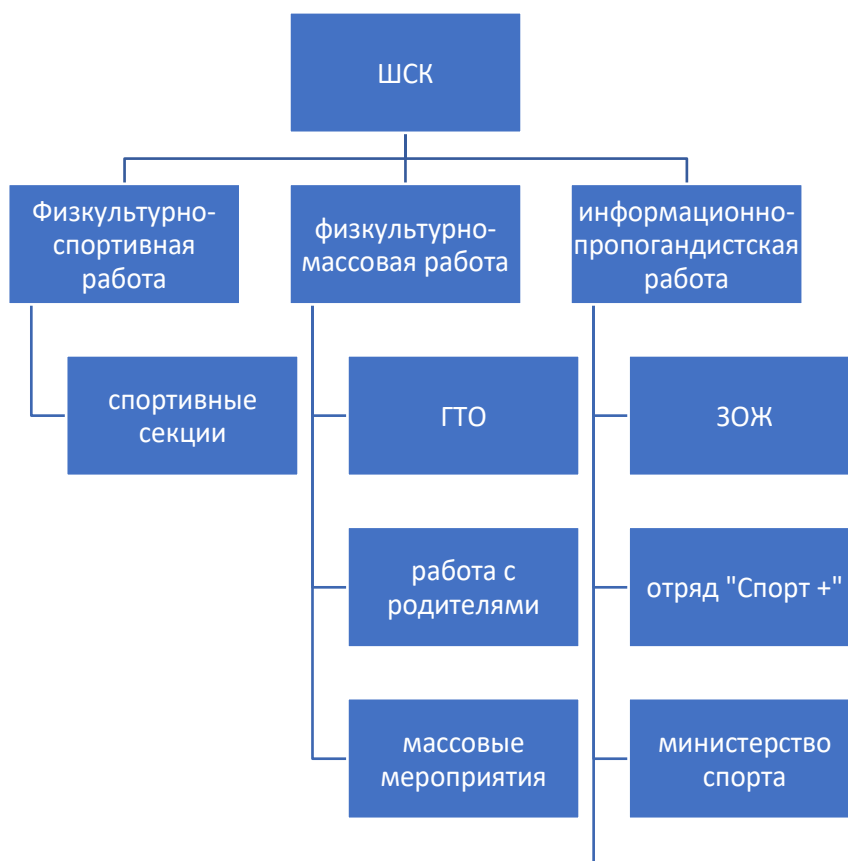 ШСК
Физкультурно-
спортивная
работа
физкультурно-
массовая работа
информационно-
пропогандистская
работа
спортивные
секции
ГТО
ЗОЖ
работа с
родителями
отряд "Спорт +"
массовые
мероприятия
министерство
спорта